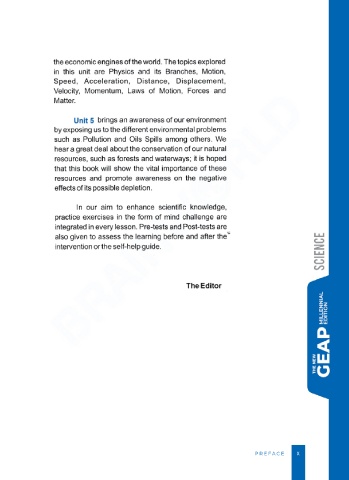 the economic engines of the world. The topics explored
in this unit are Physics and its Branches, Motion,
Speed, Acceleration, Distance, Displacement,
Velocity, Momentum, Laws of Motion, Forces and
Matter.
Unit 5 brings an awareness of our environment
by exposing us to the different environmental problems
such as Pollution and Oils Spills among others. We
hear a great deal about the conservation of our natural
resources, such as forests and waterways; it is hoped
that this book will show the vital importance of these
resources and promote awareness on the negative
effects of its possible depletion.
In our aim to enhance scientific knowledge,
practice exercises in the form of mind challenge are
integrated in every lesson. Pre-tests and Post-tests are
also given to assess the learning before and after the
intervention or the self-help guide.
The Editor
SCIENCE
THE NEW
GEAP
MILLENNIAL
EDITION
PREFACE